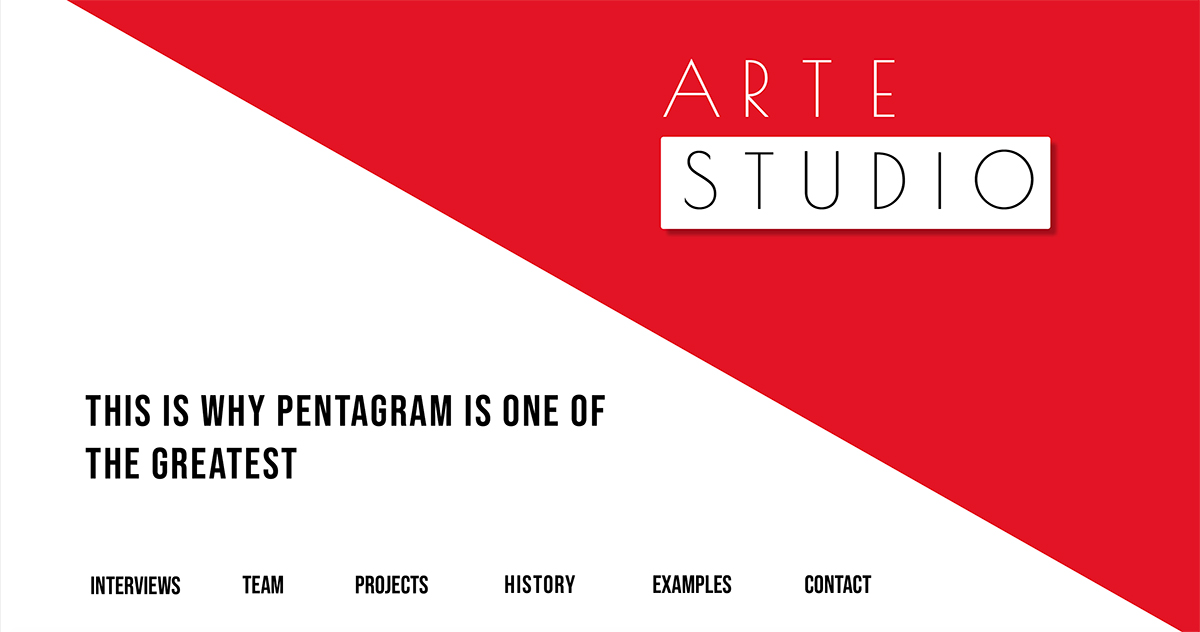 ARTE
STUDIO
THIS IS WHY PENTAGRAM IS ONE OF
THE GREATEST
INTERVIEWS TEAM PROJECTS HISTORY EXAMPLES CONTACT